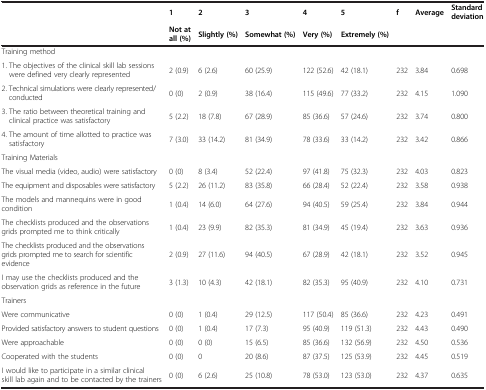 1 2 3 4 5 f Average Standard deviation
Not at all (%) Slightly (%) Somewhat (%) Very (%) Extremely (%)
Training method
1. The objectives of the clinical skill lab sessions were defined very clearly represented 2 (0.9) 6 (2.6) 60 (25.9) 122 (52.6) 42 (18.1) 232 3.84 0.698
2. Technical simulations were clearly represented/ conducted 0 (0) 2 (0.9) 38 (16.4) 115 (49.6) 77 (33.2) 232 4.15 1.090
3. The ratio between theoretical training and clinical practice was satisfactory 5 (2.2) 18 (7.8) 67 (28.9) 85 (36.6) 57 (24.6) 232 3.74 0.800
4. The amount of time allotted to practice was satisfactory 7 (3.0) 33 (14.2) 81 (34.9) 78 (33.6) 33 (14.2) 232 3.42 0.866
Training Materials
The visual media (video, audio) were satisfactory 0 (0) 8 (3.4) 52 (22.4) 97 (41.8) 75 (32.3) 232 4.03 0.823
The equipment and disposables were satisfactory 5 (2.2) 26 (11.2) 83 (35.8) 66 (28.4) 52 (22.4) 232 3.58 0.938
The models and mannequins were in good condition 1 (0.4) 14 (6.0) 64 (27.6) 94 (40.5) 59 (25.4) 232 3.84 0.944
The checklists produced and the observations grids prompted me to think critically 1 (0.4) 23 (9.9) 82 (35.3) 81 (34.9) 45 (19.4) 232 3.63 0.936
The checklists produced and the observations grids prompted me to search for scientific evidence 2 (0.9) 27 (11.6) 94 (40.5) 67 (28.9) 42 (18.1) 232 3.52 0.945
I may use the checklists produced and the observation grids as reference in the future 3 (1.3) 10 (4.3) 42 (18.1) 82 (35.3) 95 (40.9) 232 4.10 0.731
Trainers
Were communicative 0 (0) 1 (0.4) 29 (12.5) 117 (50.4) 85 (36.6) 232 4.23 0.491
Provided satisfactory answers to student questions 0 (0) 1 (0.4) 17 (7.3) 95 (40.9) 119 (51.3) 232 4.43 0.490
Were approachable 0 (0) 0 (0) 15 (6.5) 85 (36.6) 132 (56.9) 232 4.50 0.536
Cooperated with the students 0 (0) 0 20 (8.6) 87 (37.5) 125 (53.9) 232 4.45 0.519
I would like to participate in a similar clinical skill lab again and to be contacted by the trainers 0 (0) 6 (2.6) 25 (10.8) 78 (53.0) 123 (53.0) 232 4.37 0.635